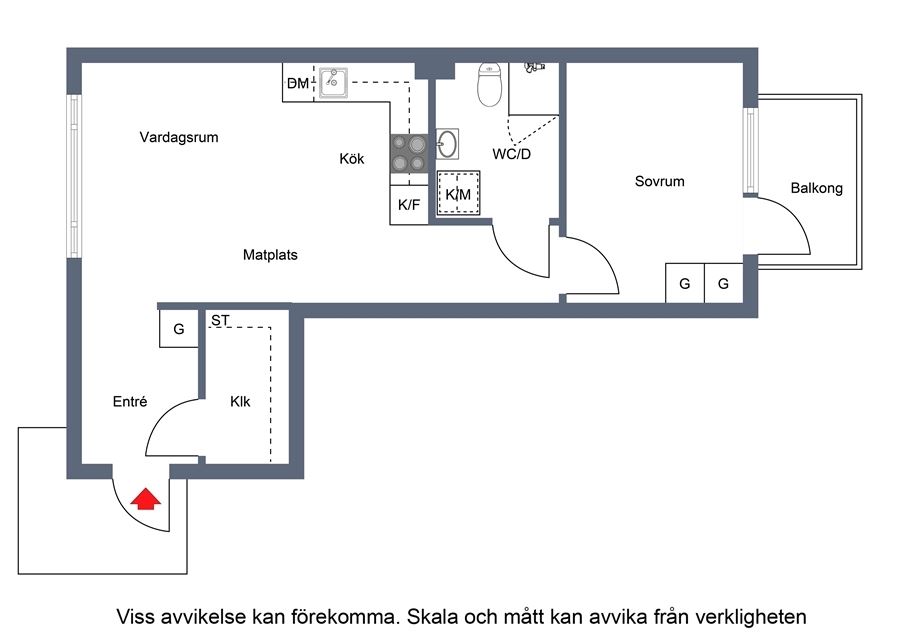 DM
Vardagsrum
Kök
WC/D
Sovrum
Balkong
K/M
K/F
Matplats
G
G
ST
G
Entré
Klk
Viss avvikelse kan förekomma. Skala och mått kan avvika från verkligheten